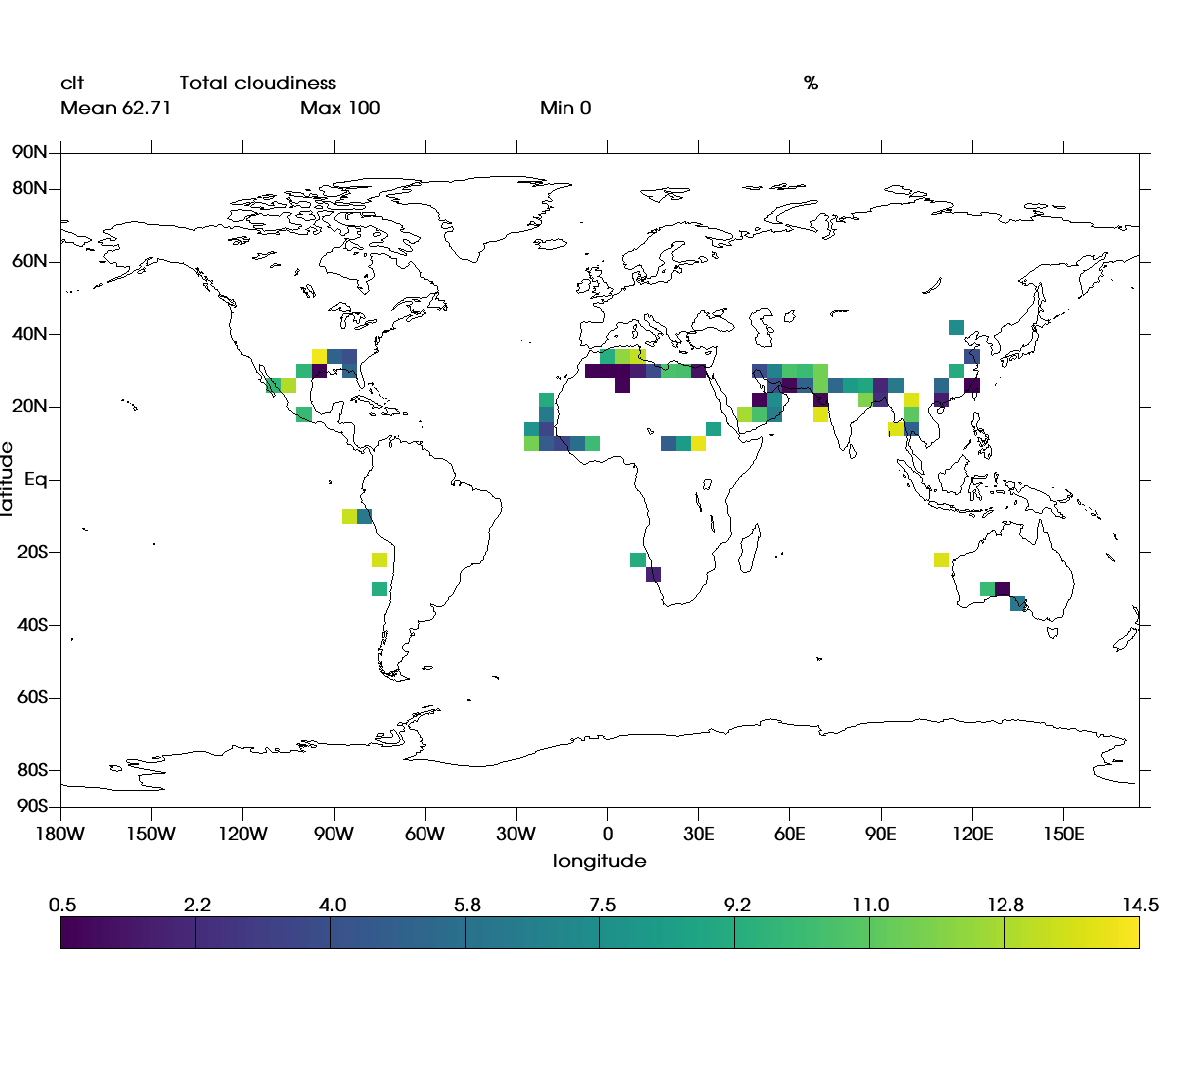 clt Total cloudiness %
Mean 62.71 Max 100 Min 0
90N
80N
60N
40N
20N
Eq
20S
40S
60S
80S
90S
latitude
180W 150W 120W 90W 60W 30W 0 30E 60E 90E 120E 150E
longitude
0.5 2.2 4.0 5.8 7.5 9.2 11.0 12.8 14.5